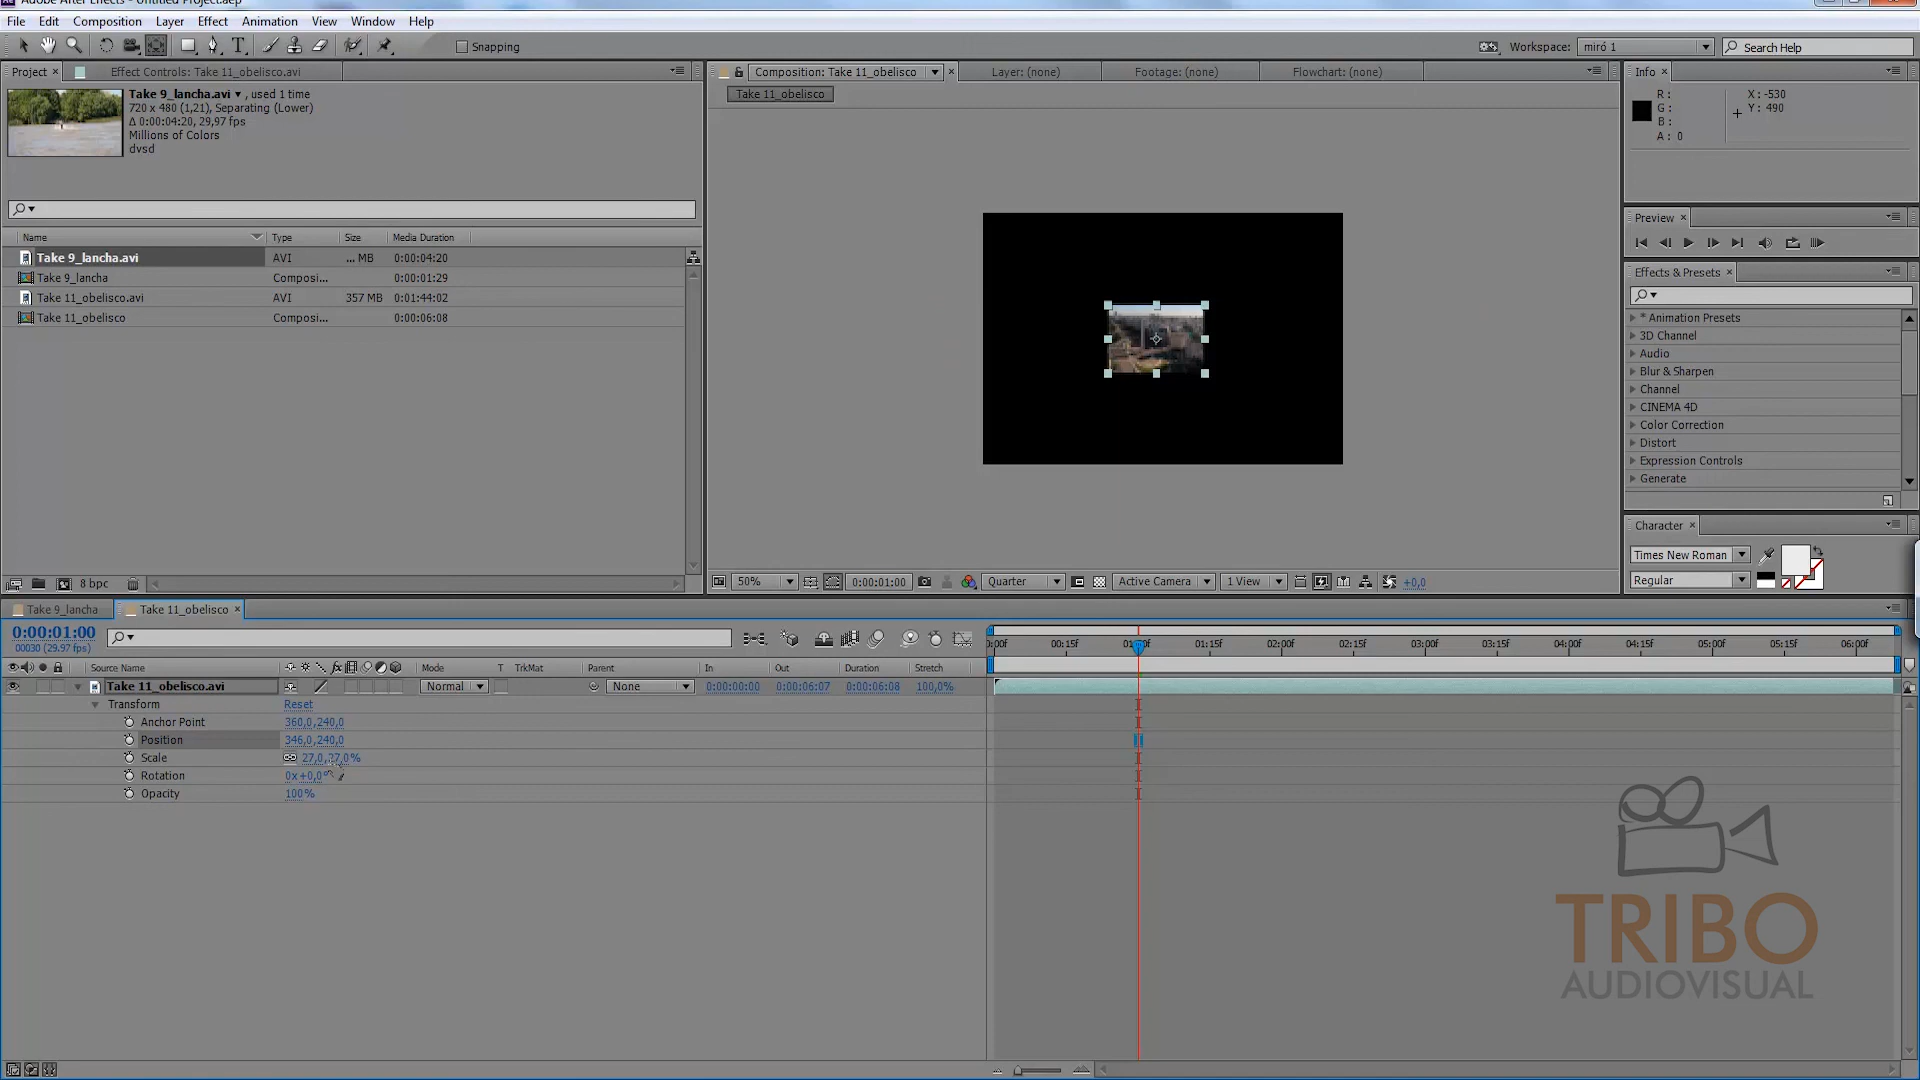 Adobe After Effects - Untitled Project.aep
File Edit Composition Layer Effect Animation View Window Help
Snapping
Workspace: miró 1
Search Help
Project
Effect Controls: Take 11_obelisco.avi
Take 9_lancha.avi , used 1 time
720 x 480 (1,21), Separating (Lower)
Δ 0:00:04:20, 29,97 fps
Millions of Colors
dvsd
Name Type Size Media Duration
Take 9_lancha.avi AVI ... MB 0:00:04:20
Take 9_lancha Composi... 0:00:01:29
Take 11_obelisco.avi AVI 357 MB 0:01:44:02
Take 11_obelisco Composi... 0:00:06:08
8 bpc
Composition: Take 11_obelisco
Layer: (none)
Footage: (none)
Flowchart: (none)
Take 11_obelisco
50%
0:00:01:00
Quarter
Active Camera
1 View
+0,0
Info
R :
G :
B :
A : 0
X : -530
Y : 490
Preview
Effects & Presets
* Animation Presets
3D Channel
Audio
Blur & Sharpen
Channel
CINEMA 4D
Color Correction
Distort
Expression Controls
Generate
Character
Times New Roman
Regular
Take 9_lancha
Take 11_obelisco
0:00:01:00
00030 (29.97 fps)
Source Name Mode T TrkMat Parent In Out Duration Stretch
Take 11_obelisco.avi Normal None 0:00:00:00 0:00:06:07 0:00:06:08 100,0%
Transform Reset
Anchor Point 360,0,240,0
Position 346,0,240,0
Scale 27,0,27,0%
Rotation 0x+0,0°
Opacity 100%
0:00f 00:15f 01:00f 01:15f 02:00f 02:15f 03:00f 03:15f 04:00f 04:15f 05:00f 05:15f 06:00f
TRIBO
AUDIOVISUAL